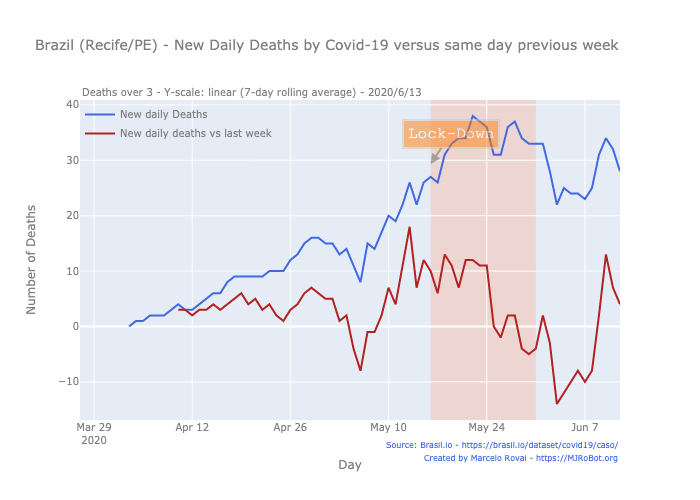 Brazil (Recife/PE) - New Daily Deaths by Covid-19 versus same day previous week
Deaths over 3 - Y-scale: linear (7-day rolling average) - 2020/6/13
New daily Deaths
New daily deaths vs last week
Lock-Down
Number of Deaths
40
30
20
10
0
−10
Mar 29
2020
Apr 12
Apr 26
May 10
May 24
Jun 7
Day
Source: Brasil.io - https://brasil.io/dataset/covid19/caso/
Created by Marcelo Rovai - https://MJRoBot.org